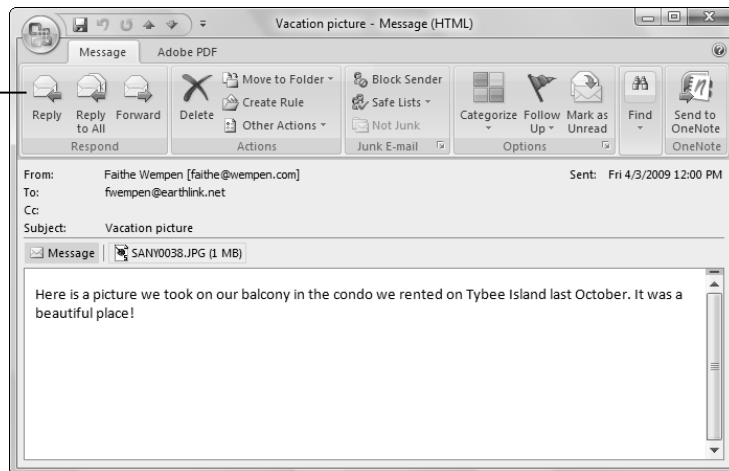 Vacation picture - Message (HTML)
Message Adobe PDF
Reply Reply to All Forward
Respond
Delete Move to Folder Create Rule Other Actions
Actions
Block Sender Safe Lists Not Junk
Junk E-mail
Categorize Follow Up Mark as Unread
Options
Find
Send to OneNote
OneNote
From: Faithe Wempen [faithe@wempen.com] Sent: Fri 4/3/2009 12:00 PM
To: fwempen@earthlink.net
Cc:
Subject: Vacation picture
Message SANY0038.JPG (1 MB)
Here is a picture we took on our balcony in the condo we rented on Tybee Island last October. It was a
beautiful place!